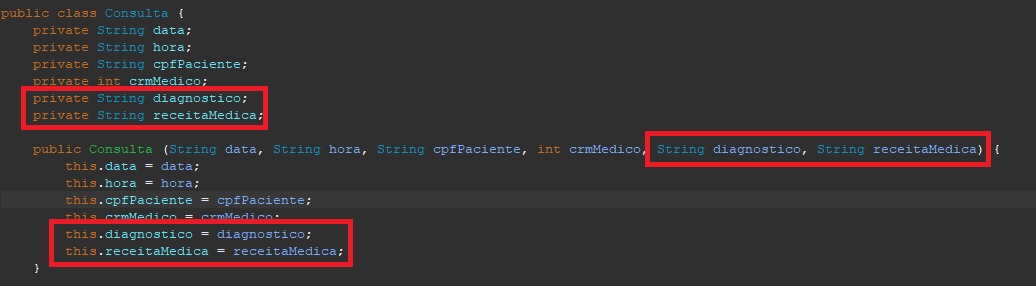 public class Consulta {
private String data;
private String hora;
private String cpfPaciente;
private int crmMedico;
private String diagnostico;
private String receitaMedica;
public Consulta (String data, String hora, String cpfPaciente, int crmMedico, String diagnostico, String receitaMedica) {
this.data = data;
this.hora = hora;
this.cpfPaciente = cpfPaciente;
this.crmMedico = crmMedico;
this.diagnostico = diagnostico;
this.receitaMedica = receitaMedica;
}